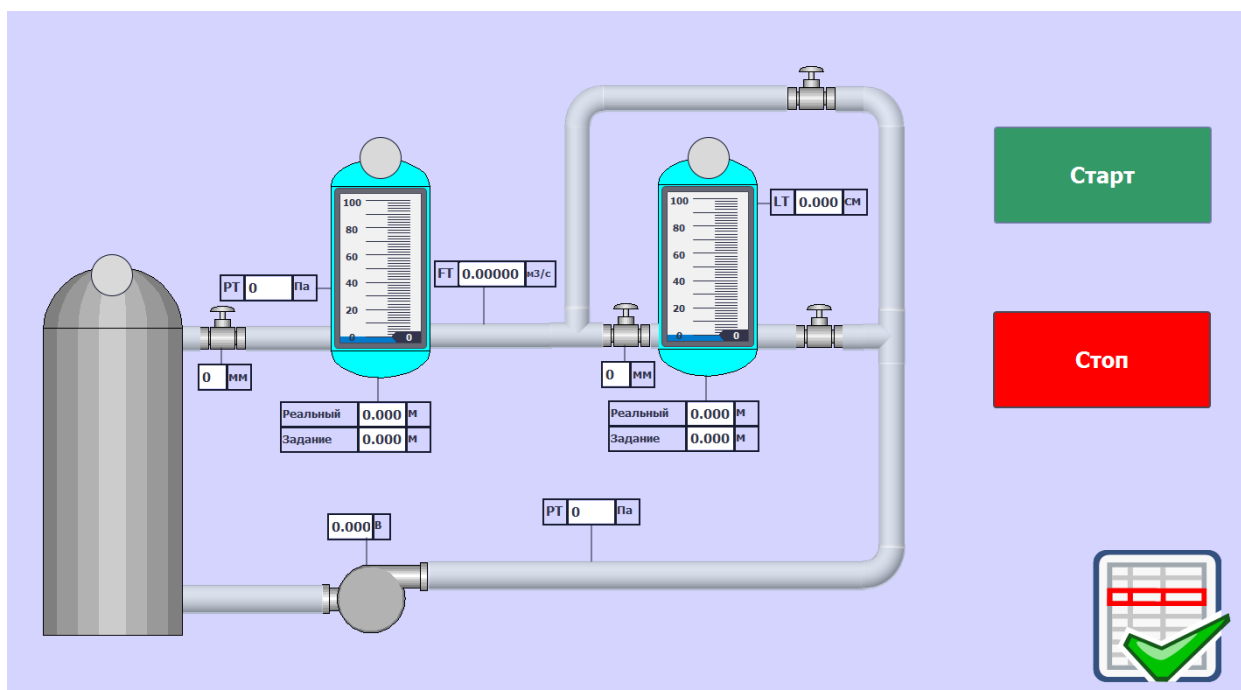 Старт
100
80
60
40
20
0
0
100
80
60
40
20
0
0
LT 0.000 СМ
FT 0.00000 м3/с
PT 0 Па
0 мм
0 мм
Реальный 0.000 М
Задание 0.000 М
Реальный 0.000 М
Задание 0.000 М
Стоп
PT 0 Па
0.000 В